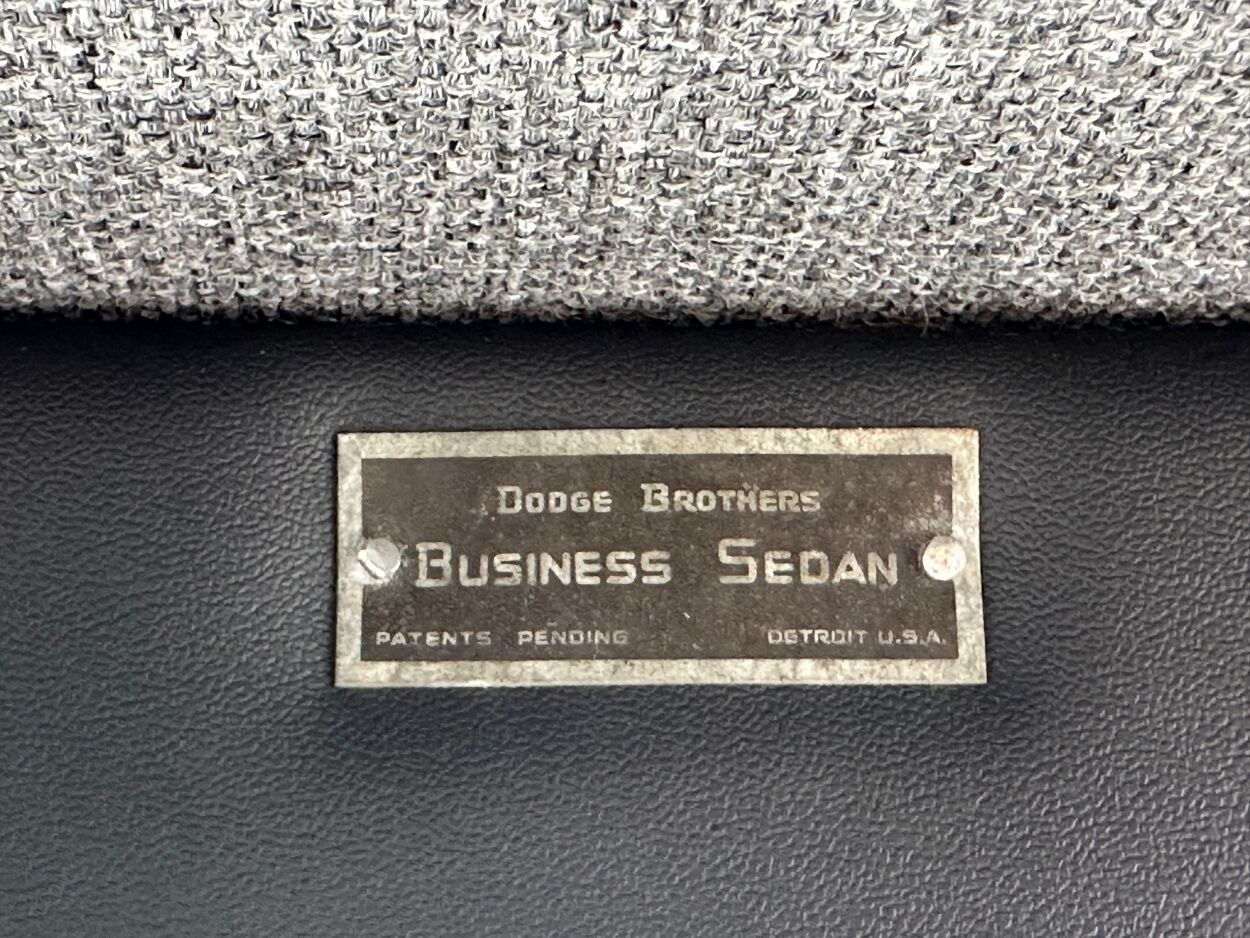 DODGE BROTHERS
BUSINESS SEDAN
PATENTS PENDING DETROIT U.S.A.